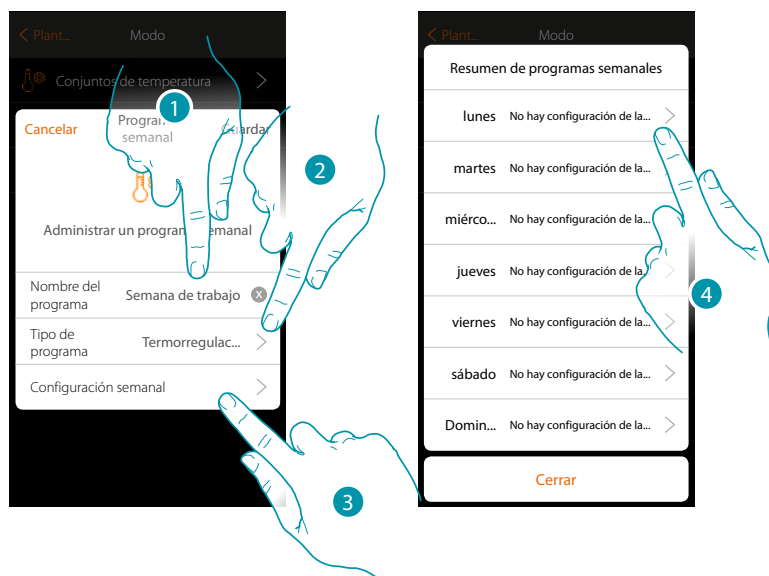 Plant...
Modo
Conjuntos de temperatura
1
Cancelar
semanal
Guardar
2
Administrar un programa semanal
Nombre del programa
Semana de trabajo
X
Tipo de programa
Termorregulac...
Configuración semanal
3
Plant...
Modo
Resumen de programas semanales
lunes No hay configuración de la...
martes No hay configuración de la...
miérco... No hay configuración de la...
jueves No hay configuración de la...
4
viernes No hay configuración de la...
sábado No hay configuración de la...
Domin... No hay configuración de la...
Cerrar